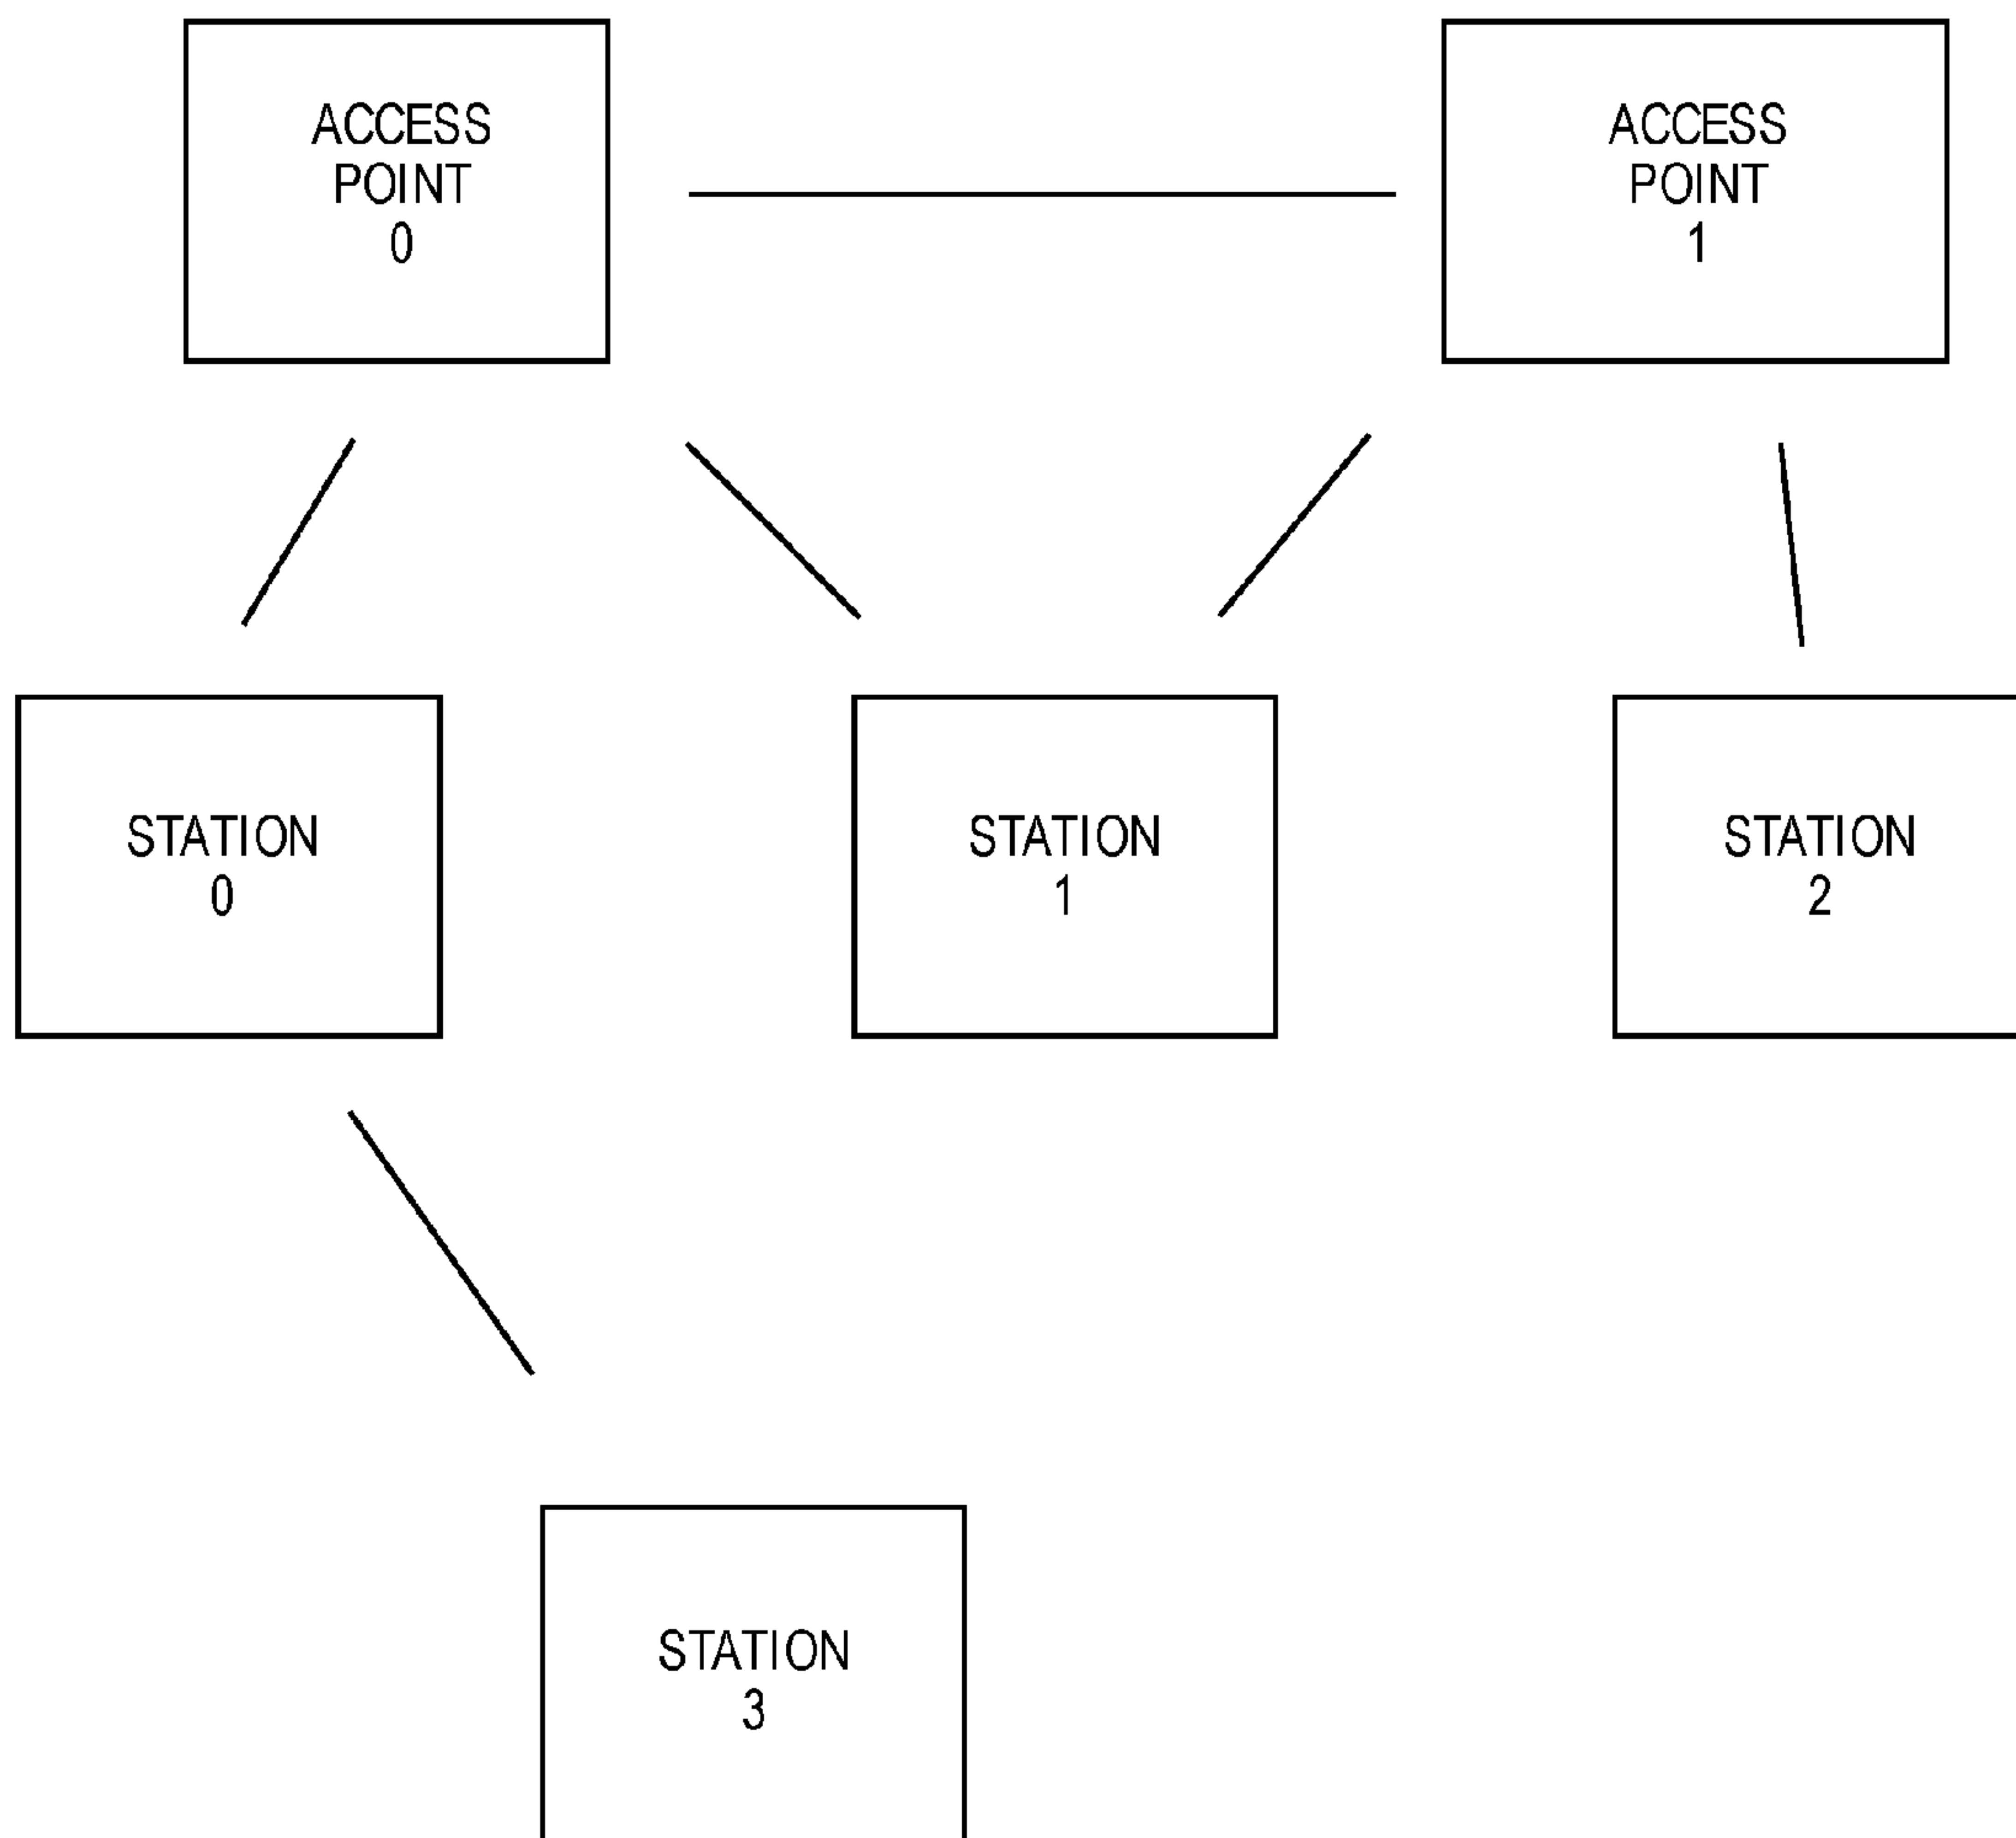 ACCESS
POINT
0
ACCESS
POINT
1
STATION
0
STATION
1
STATION
2
STATION
3